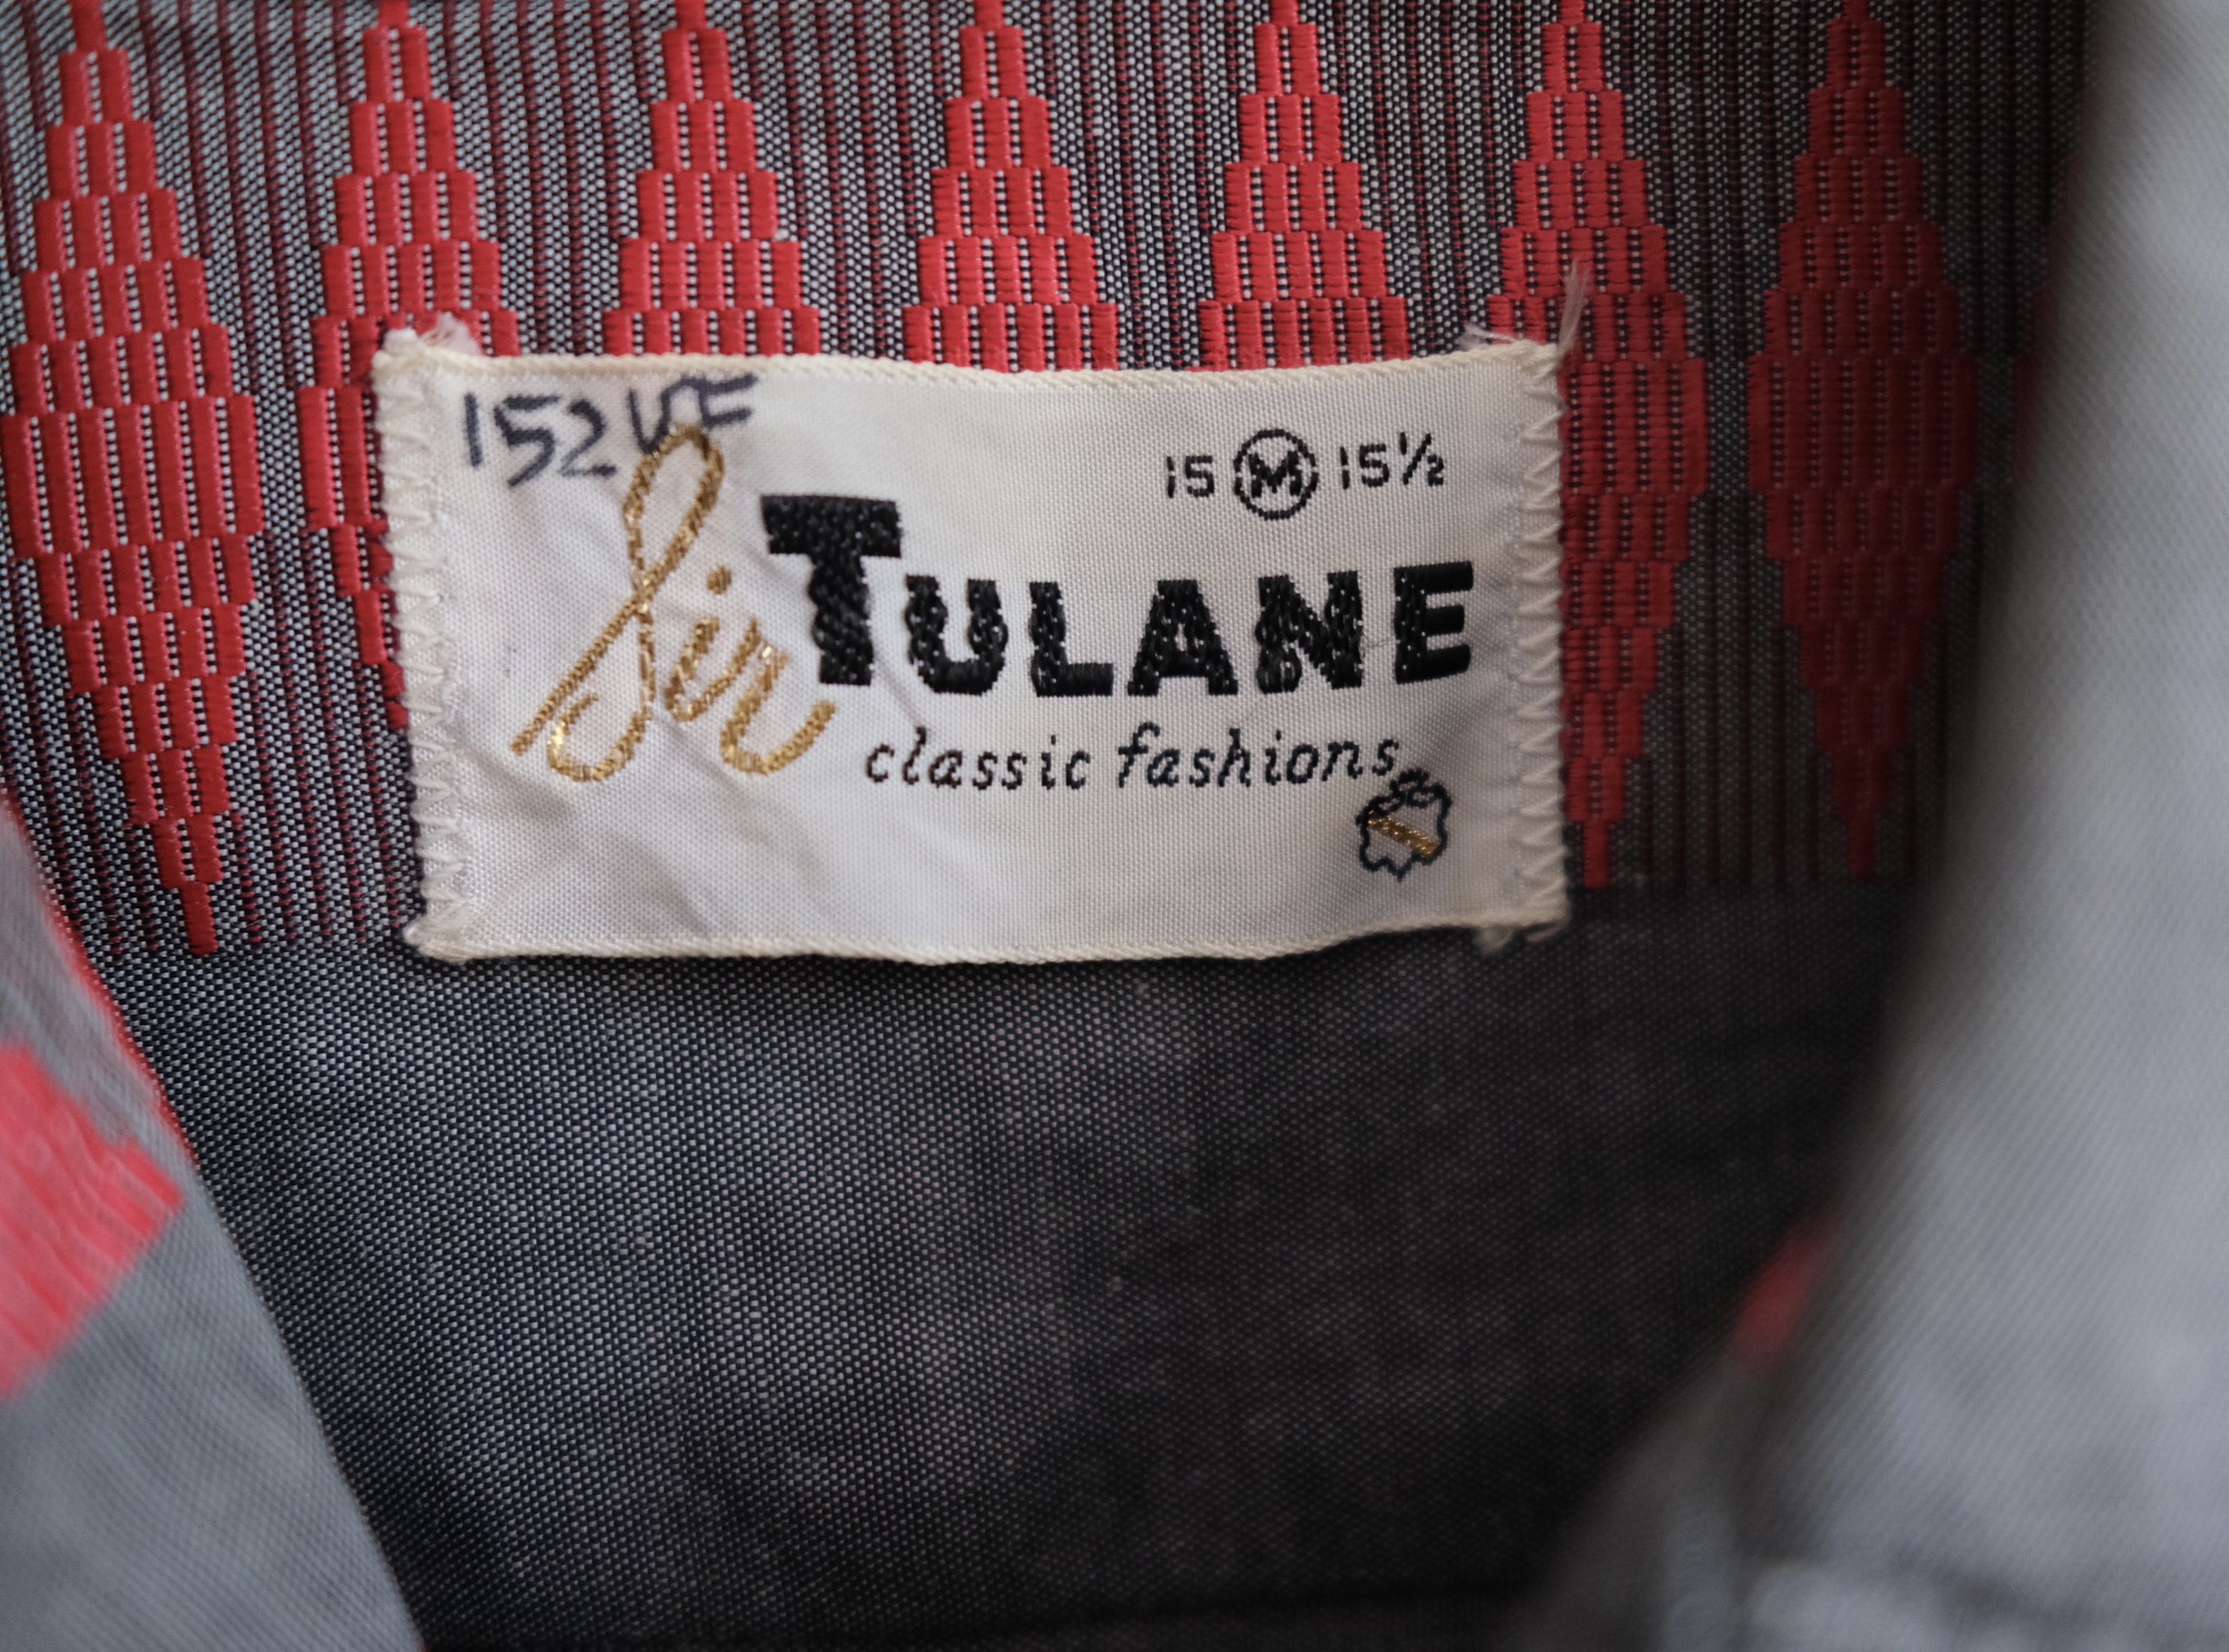 152VF
15 M 15½
Sir TULANE
classic fashions